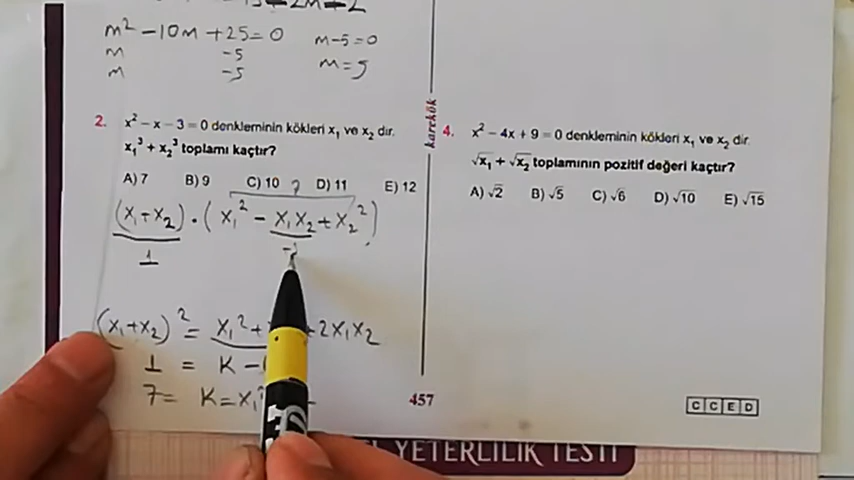 m² - 10m + 25 = 0 m - 5 = 0
m -5 m = 5
m -5
2. x² - x - 3 = 0 denkleminin kökleri x₁ ve x₂ dir.
x₁³ + x₂³ toplamı kaçtır?
A) 7 B) 9 C) 10 D) 11 E) 12
?
(x₁ + x₂) · (x₁² - x₁x₂ + x₂²)
1
(x₁ + x₂)² = x₁² + + 2x₁x₂
1 = K -
7 = K = x₁²
karekök
4. x² - 4x + 9 = 0 denkleminin kökleri x₁ ve x₂ dir.
√x₁ + √x₂ toplamının pozitif değeri kaçtır?
A) √2 B) √5 C) √6 D) √10 E) √15
457
C C E D
YETERLİLİK TESTİ